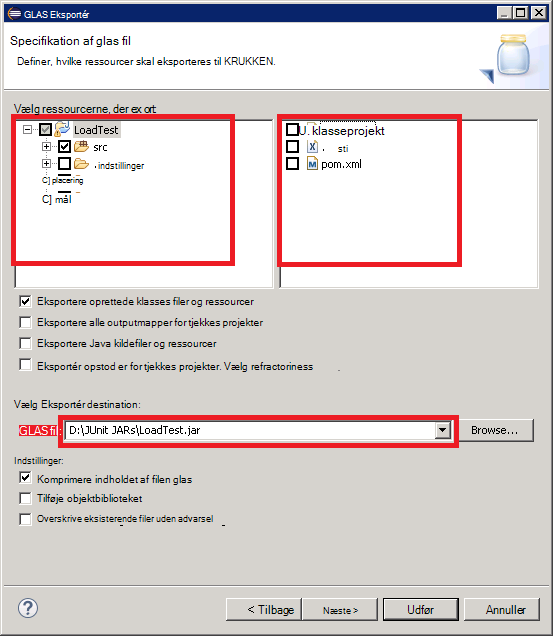 GLAS Eksportér
Specifikation af glas fil
Definer, hvilke ressourcer skal eksporteres til KRUKKEN.
Vælg ressourcerne, der ex ort
LoadTest
src
.indstillinger
C] placering
C] mål
U. klasseprojekt
. sti
pom.xml
Eksportere oprettede klasses filer og ressourcer
Eksportere alle outputmapper for tjekkes projekter
Eksportere Java kildefiler og ressourcer
Eksportér opstod er for tjekkes projekter. Vælg refractoriness
Vælg Eksportér destination:
GLAS fil: D:\JUnit JARs\LoadTest.jar Browse...
Indstillinger:
Komprimere indholdet af filen glas
Tilføje objektbiblioteket
Overskrive eksisterende filer uden advarsel
? < Tilbage Næste > Udfør Annuller